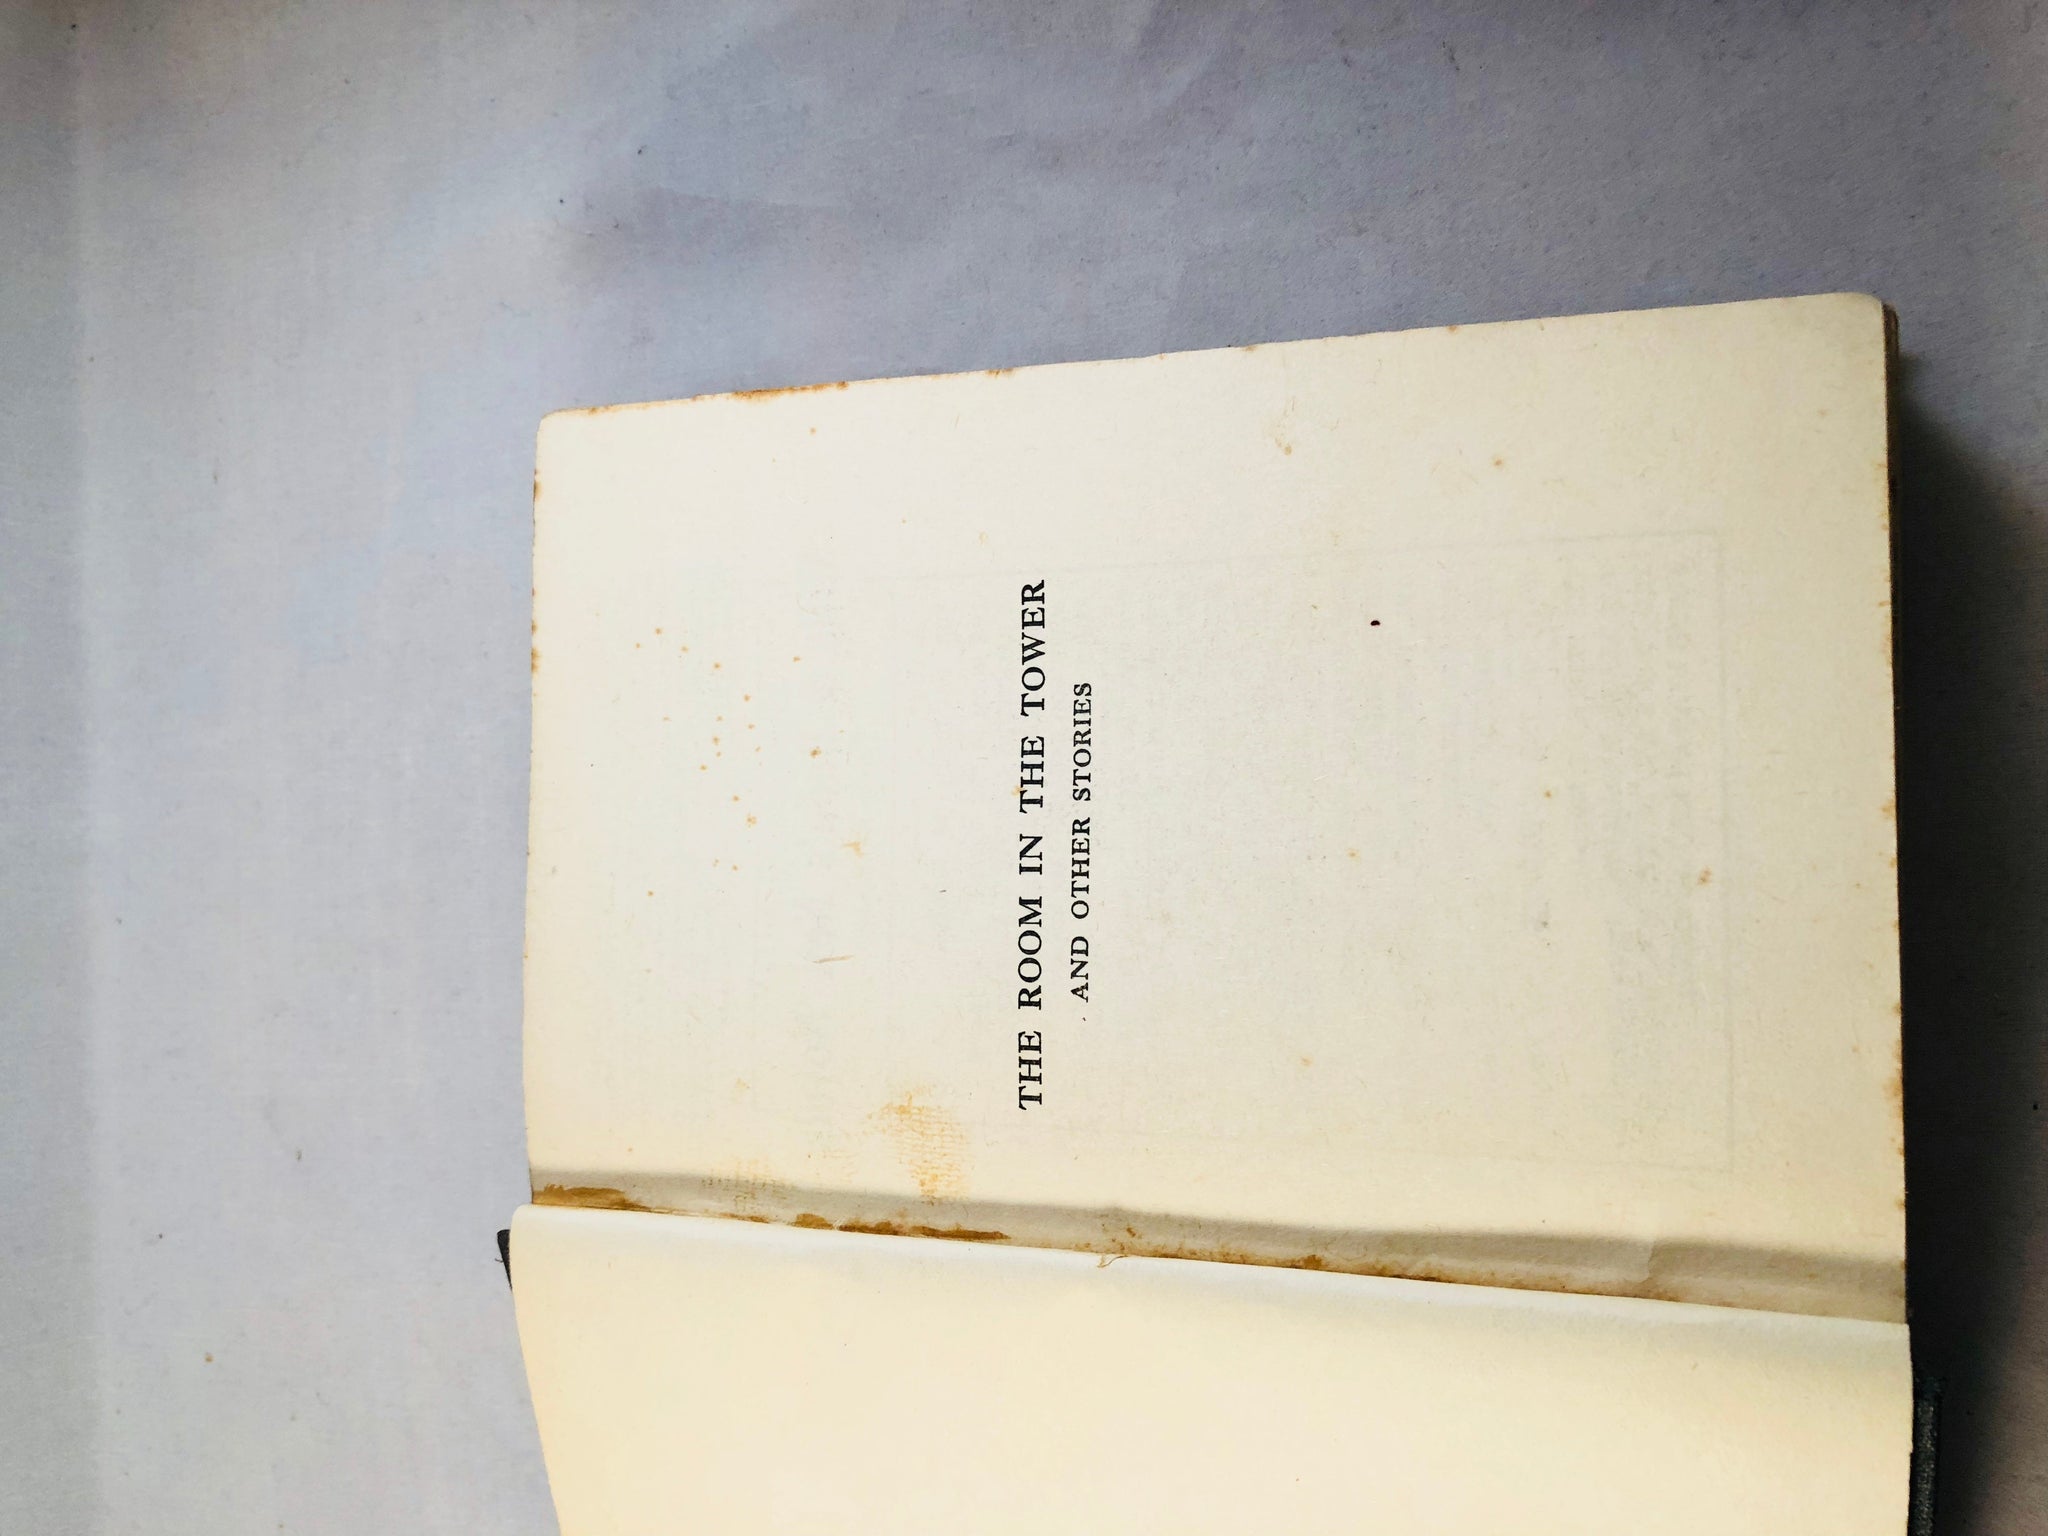 THE ROOM IN THE TOWER
AND OTHER STORIES